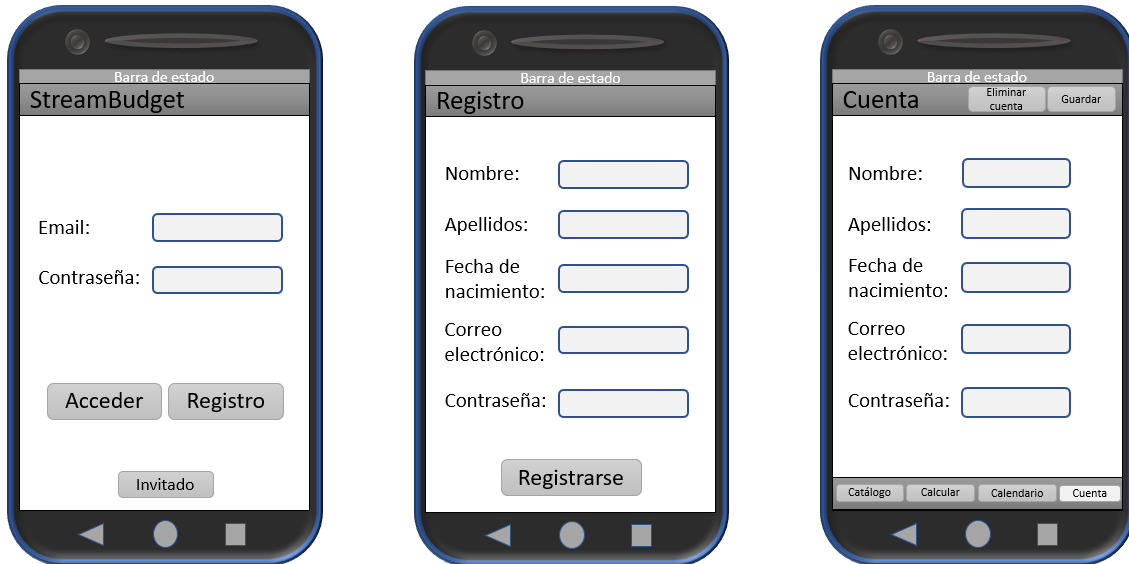 Barra de estado
StreamBudget
Email:
Contraseña:
Acceder
Registro
Invitado
Barra de estado
Registro
Nombre:
Apellidos:
Fecha de
nacimiento:
Correo
electrónico:
Contraseña:
Registrarse
Barra de estado
Cuenta
Eliminar
cuenta
Guardar
Nombre:
Apellidos:
Fecha de
nacimiento:
Correo
electrónico:
Contraseña:
Catálogo
Calcular
Calendario
Cuenta